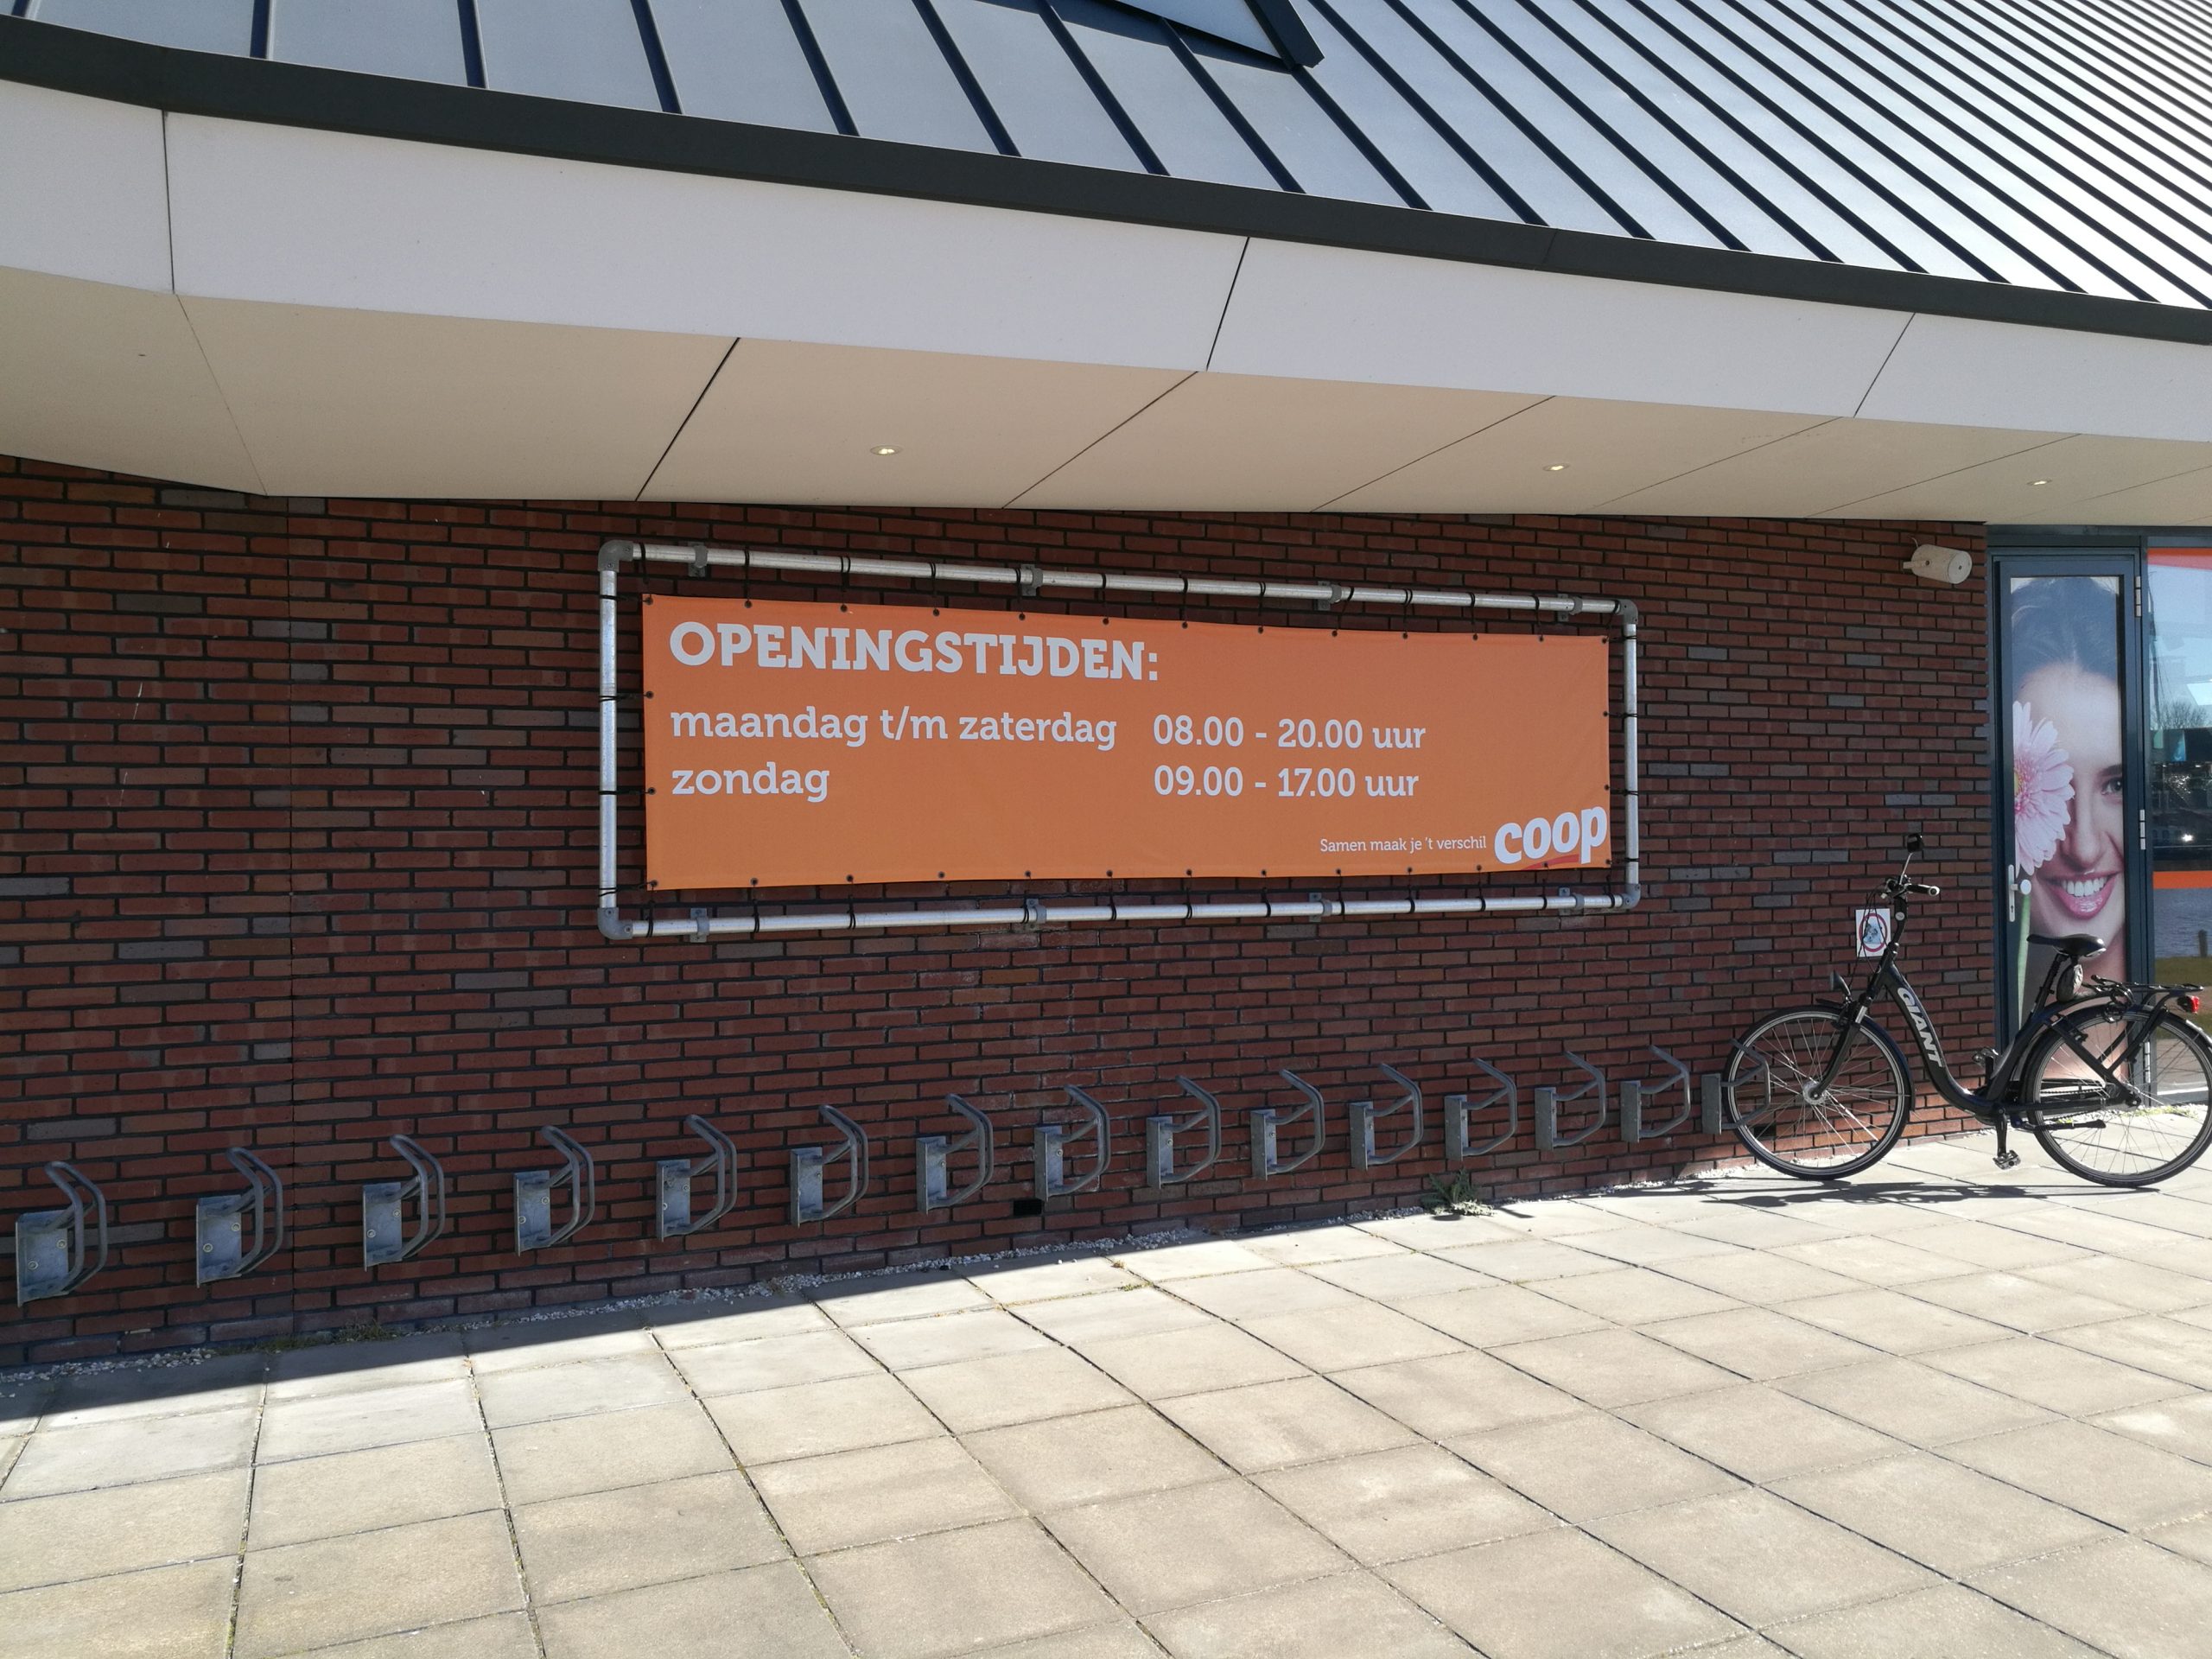 OPENINGSTIJDEN:
maandag t/m zaterdag 08.00 - 20.00 uur
zondag 09.00 - 17.00 uur
Samen maak je 't verschil coop
GIANT